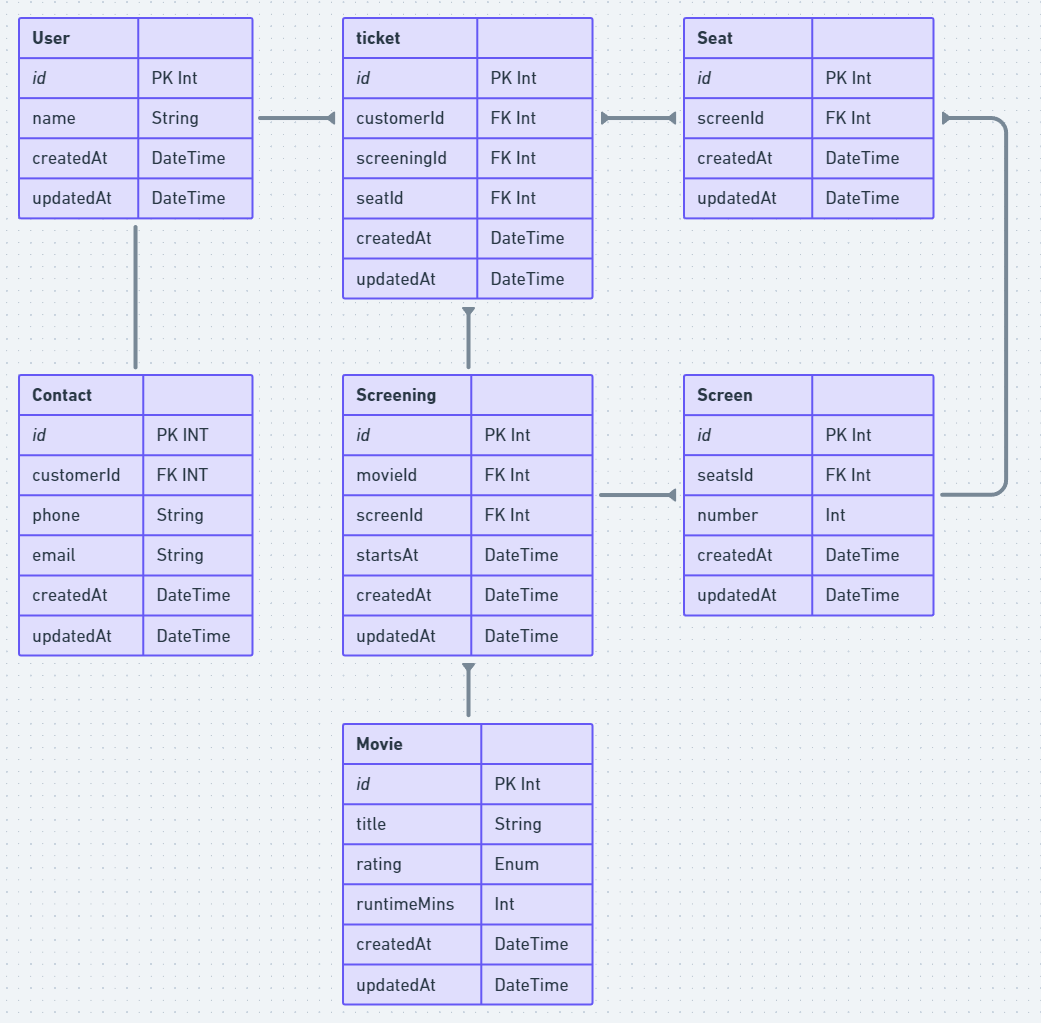 User
id PK Int
name String
createdAt DateTime
updatedAt DateTime
ticket
id PK Int
customerId FK Int
screeningId FK Int
seatId FK Int
createdAt DateTime
updatedAt DateTime
Seat
id PK Int
screenId FK Int
createdAt DateTime
updatedAt DateTime
Contact
id PK INT
customerId FK INT
phone String
email String
createdAt DateTime
updatedAt DateTime
Screening
id PK Int
movieId FK Int
screenId FK Int
startsAt DateTime
createdAt DateTime
updatedAt DateTime
Screen
id PK Int
seatsId FK Int
number Int
createdAt DateTime
updatedAt DateTime
Movie
id PK Int
title String
rating Enum
runtimeMins Int
createdAt DateTime
updatedAt DateTime